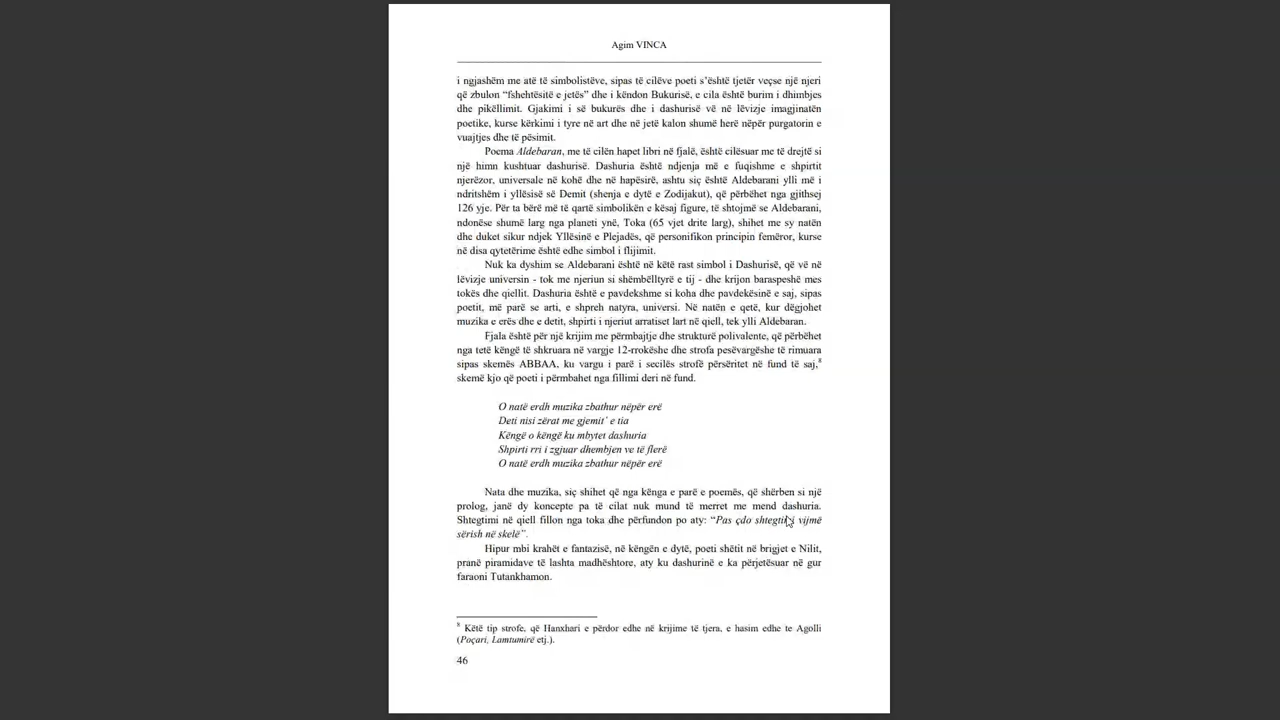 Agim VINCA
i ngjashëm me atë të simbolistëve, sipas të cilëve poeti s’është tjetër veçse një njeri
që zbulon “fshehtësitë e jetës” dhe i këndon Bukurisë, e cila është burim i dhimbjes
dhe pikëllimit. Gjakimi i së bukurës dhe i dashurisë vë në lëvizje imagjinatën
poetike, kurse kërkimi i tyre në art dhe në jetë kalon shumë herë nëpër purgatorin e
vuajtjes dhe të pësimit.
Poema Aldebaran, me të cilën hapet libri në fjalë, është cilësuar me të drejtë si
një himn kushtuar dashurisë. Dashuria është ndjenja më e fuqishme e shpirtit
njerëzor, universale në kohë dhe në hapësirë, ashtu siç është Aldebarani ylli më i
ndritshëm i yllësisë së Demit (shenja e dytë e Zodijakut), që përbëhet nga gjithsej
126 yje. Për ta bërë më të qartë simbolikën e kësaj figure, të shtojmë se Aldebarani,
ndonëse shumë larg nga planeti ynë, Toka (65 vjet drite larg), shihet me sy natën
dhe duket sikur ndjek Yllësinë e Plejadës, që personifikon principin femëror, kurse
në disa qytetërime është edhe simbol i flijimit.
Nuk ka dyshim se Aldebarani është në këtë rast simbol i Dashurisë, që vë në
lëvizje universin - tok me njeriun si shëmbëlltyrë e tij - dhe krijon baraspeshë mes
tokës dhe qiellit. Dashuria është e pavdekshme si koha dhe pavdekësinë e saj, sipas
poetit, më parë se arti, e shpreh natyra, universi. Në natën e qetë, kur dëgjohet
muzika e erës dhe e detit, shpirti i njeriut arratiset lart në qiell, tek ylli Aldebaran.
Fjala është për një krijim me përmbajtje dhe strukturë polivalente, që përbëhet
nga tetë këngë të shkruara në vargje 12-rrokëshe dhe strofa pesëvargëshe të rimuara
sipas skemës ABBAA, ku vargu i parë i secilës strofë përsëritet në fund të saj,⁸
skemë kjo që poeti i përmbahet nga fillimi deri në fund.
O natë erdh muzika zbathur nëpër erë
Deti nisi zërat me gjemit’ e tia
Këngë o këngë ku mbytet dashuria
Shpirti rri i zgjuar dhembjen ve të flerë
O natë erdh muzika zbathur nëpër erë
Nata dhe muzika, siç shihet që nga kënga e parë e poemës, që shërben si një
prolog, janë dy koncepte pa të cilat nuk mund të merret me mend dashuria.
Shtegtimi në qiell fillon nga toka dhe përfundon po aty: “Pas çdo shtegtimi vijmë
sërish në skelë”.
Hipur mbi krahët e fantazisë, në këngën e dytë, poeti shëtit në brigjet e Nilit,
pranë piramidave të lashta madhështore, aty ku dashurinë e ka përjetësuar në gur
faraoni Tutankhamon.
⁸ Këtë tip strofe, që Hanxhari e përdor edhe në krijime të tjera, e hasim edhe te Agolli
(Poçari, Lamtumirë etj.).
46